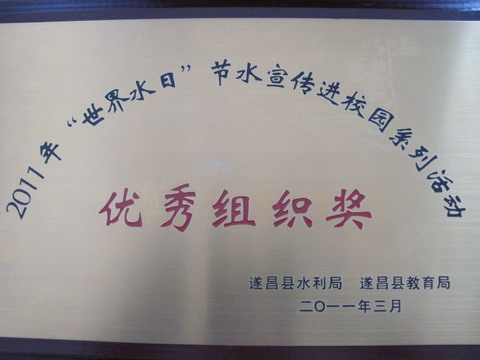 2011年“世界水日”节水宣传进校园系列活动
优秀组织奖
遂昌县水利局 遂昌县教育局
二〇一一年三月